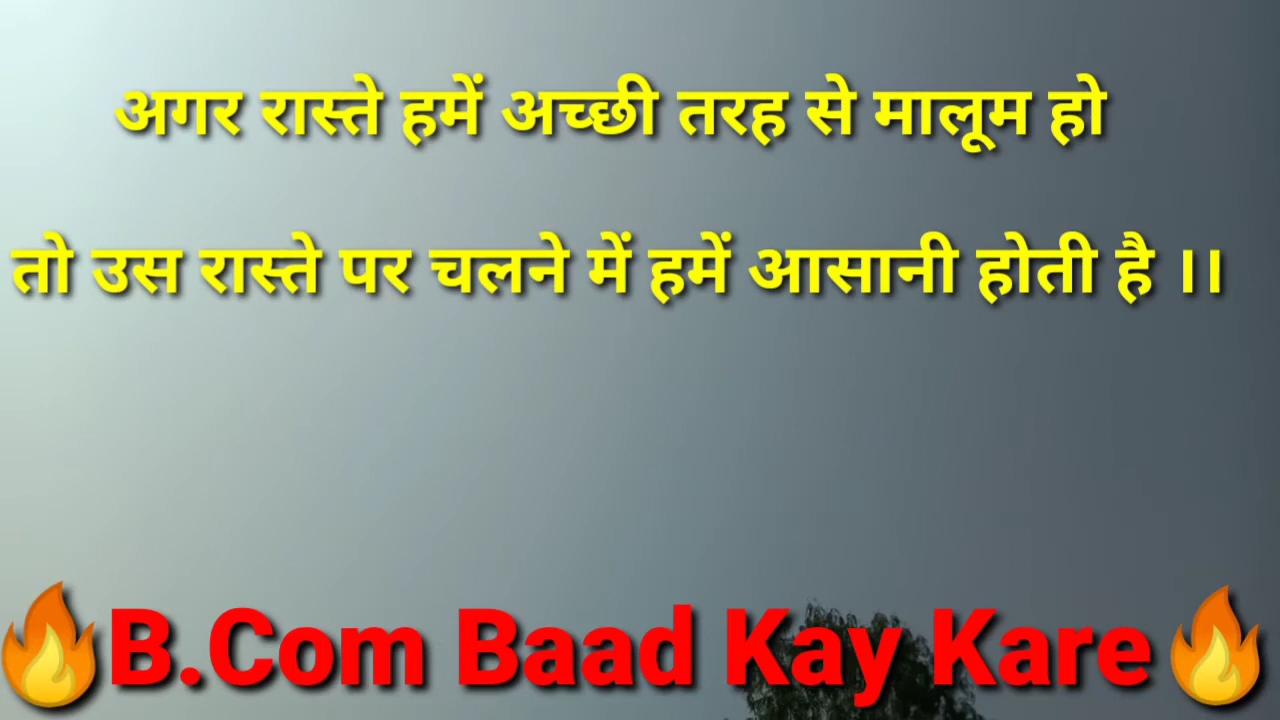 अगर रास्ते हमें अच्छी तरह से मालूम हो
तो उस रास्ते पर चलने में हमें आसानी होती है ।।
🔥B.Com Baad Kay Kare🔥